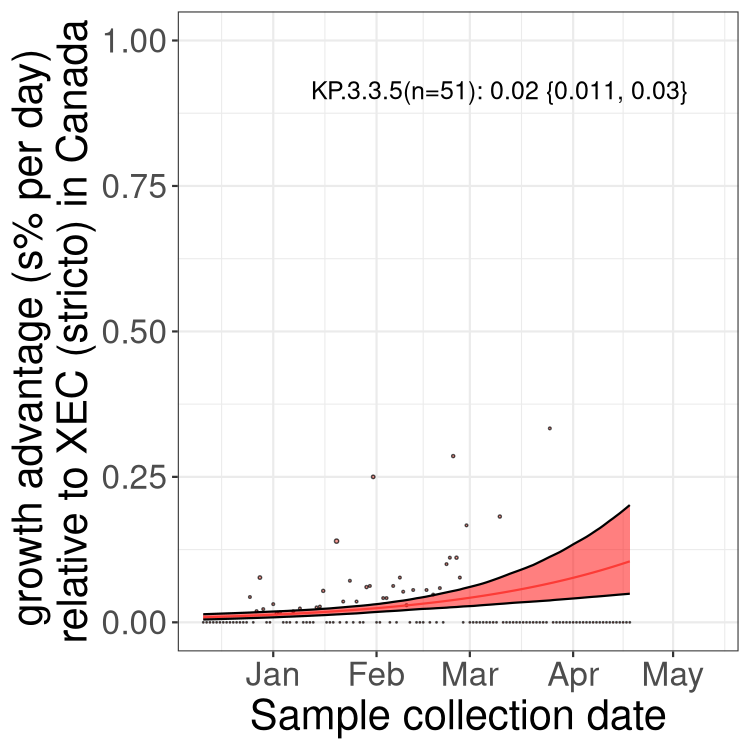 growth advantage (s% per day)
relative to XEC (stricto) in Canada
1.00
0.75
0.50
0.25
0.00
KP.3.3.5(n=51): 0.02 {0.011, 0.03}
Jan Feb Mar Apr May
Sample collection date